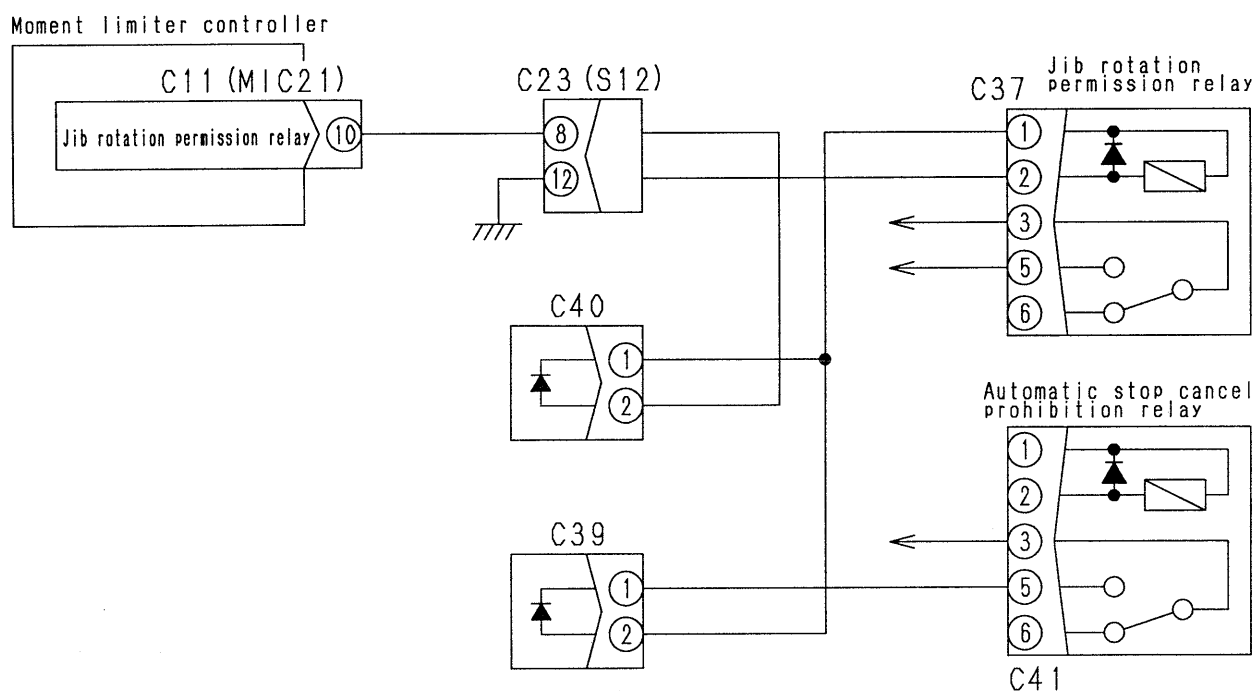 Moment limiter controller
C11 (MIC21)
Jib rotation permission relay
10
C23 (S12)
8
12
C37
Jib rotation
permission relay
1
2
3
5
6
C40
1
2
Automatic stop cancel
prohibition relay
1
2
3
5
6
C41
C39
1
2